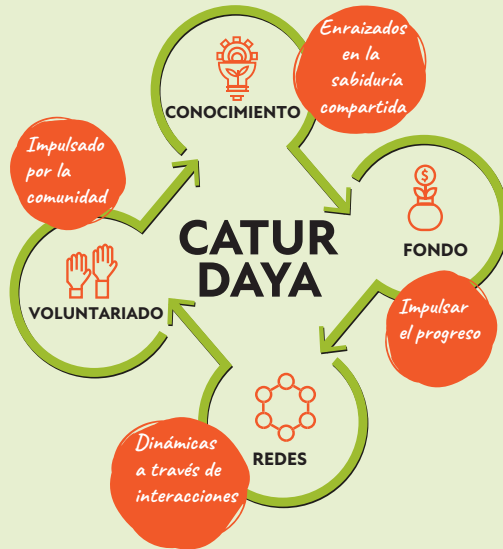 Enraizados
en la
sabiduría
compartida
CONOCIMIENTO
Impulsado
por la
comunidad
CATUR
DAYA
$
FONDO
VOLUNTARIADO
Impulsar
el progreso
Dinámicas
a través de
interacciones
REDES